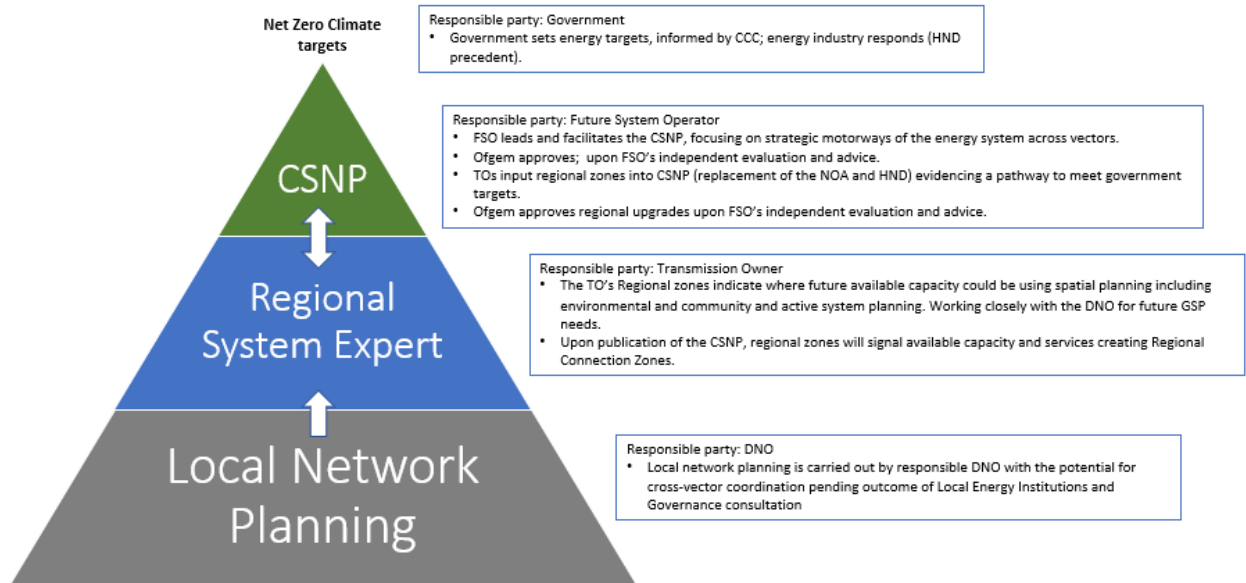 Net Zero Climate
targets
Responsible party: Government
• Government sets energy targets, informed by CCC; energy industry responds (HND
precedent).
CSNP
Responsible party: Future System Operator
• FSO leads and facilitates the CSNP, focusing on strategic motorways of the energy system across vectors.
• Ofgem approves; upon FSO's independent evaluation and advice.
• TOs input regional zones into CSNP (replacement of the NOA and HND) evidencing a pathway to meet government
targets.
• Ofgem approves regional upgrades upon FSO's independent evaluation and advice.
Regional
System Expert
Responsible party: Transmission Owner
• The TO's Regional zones indicate where future available capacity could be using spatial planning including
environmental and community and active system planning. Working closely with the DNO for future GSP
needs.
• Upon publication of the CSNP, regional zones will signal available capacity and services creating Regional
Connection Zones.
Local Network
Planning
Responsible party: DNO
• Local network planning is carried out by responsible DNO with the potential for
cross-vector coordination pending outcome of Local Energy Institutions and
Governance consultation